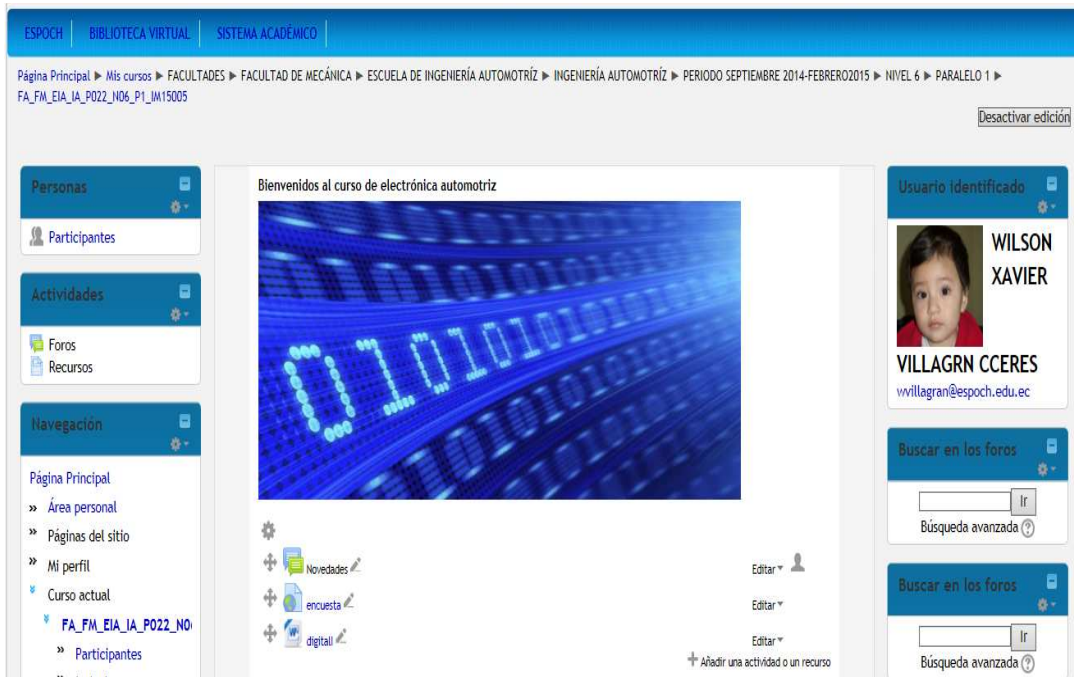 ESPOCH BIBLIOTECA VIRTUAL SISTEMA ACADÉMICO
Página Principal ▶ Mis cursos ▶ FACULTADES ▶ FACULTAD DE MECÁNICA ▶ ESCUELA DE INGENIERÍA AUTOMOTRÍZ ▶ INGENIERÍA AUTOMOTRÍZ ▶ PERIODO SEPTIEMBRE 2014-FEBRERO2015 ▶ NIVEL 6 ▶ PARALELO 1 ▶
FA_FM_EIA_IA_P022_N06_P1_IM15005
Desactivar edición
Personas
Participantes
Actividades
Foros
Recursos
Navegación
Página Principal
» Área personal
» Páginas del sitio
» Mi perfil
Curso actual
FA_FM_EIA_IA_P022_N0
» Participantes
Bienvenidos al curso de electrónica automotriz
01010101010101
Novedades Editar
encuesta Editar
digitall Editar
Añadir una actividad o un recurso
Usuario identificado
WILSON
XAVIER
VILLAGRN CCERES
wvillagran@espoch.edu.ec
Buscar en los foros
Ir
Búsqueda avanzada
Buscar en los foros
Ir
Búsqueda avanzada